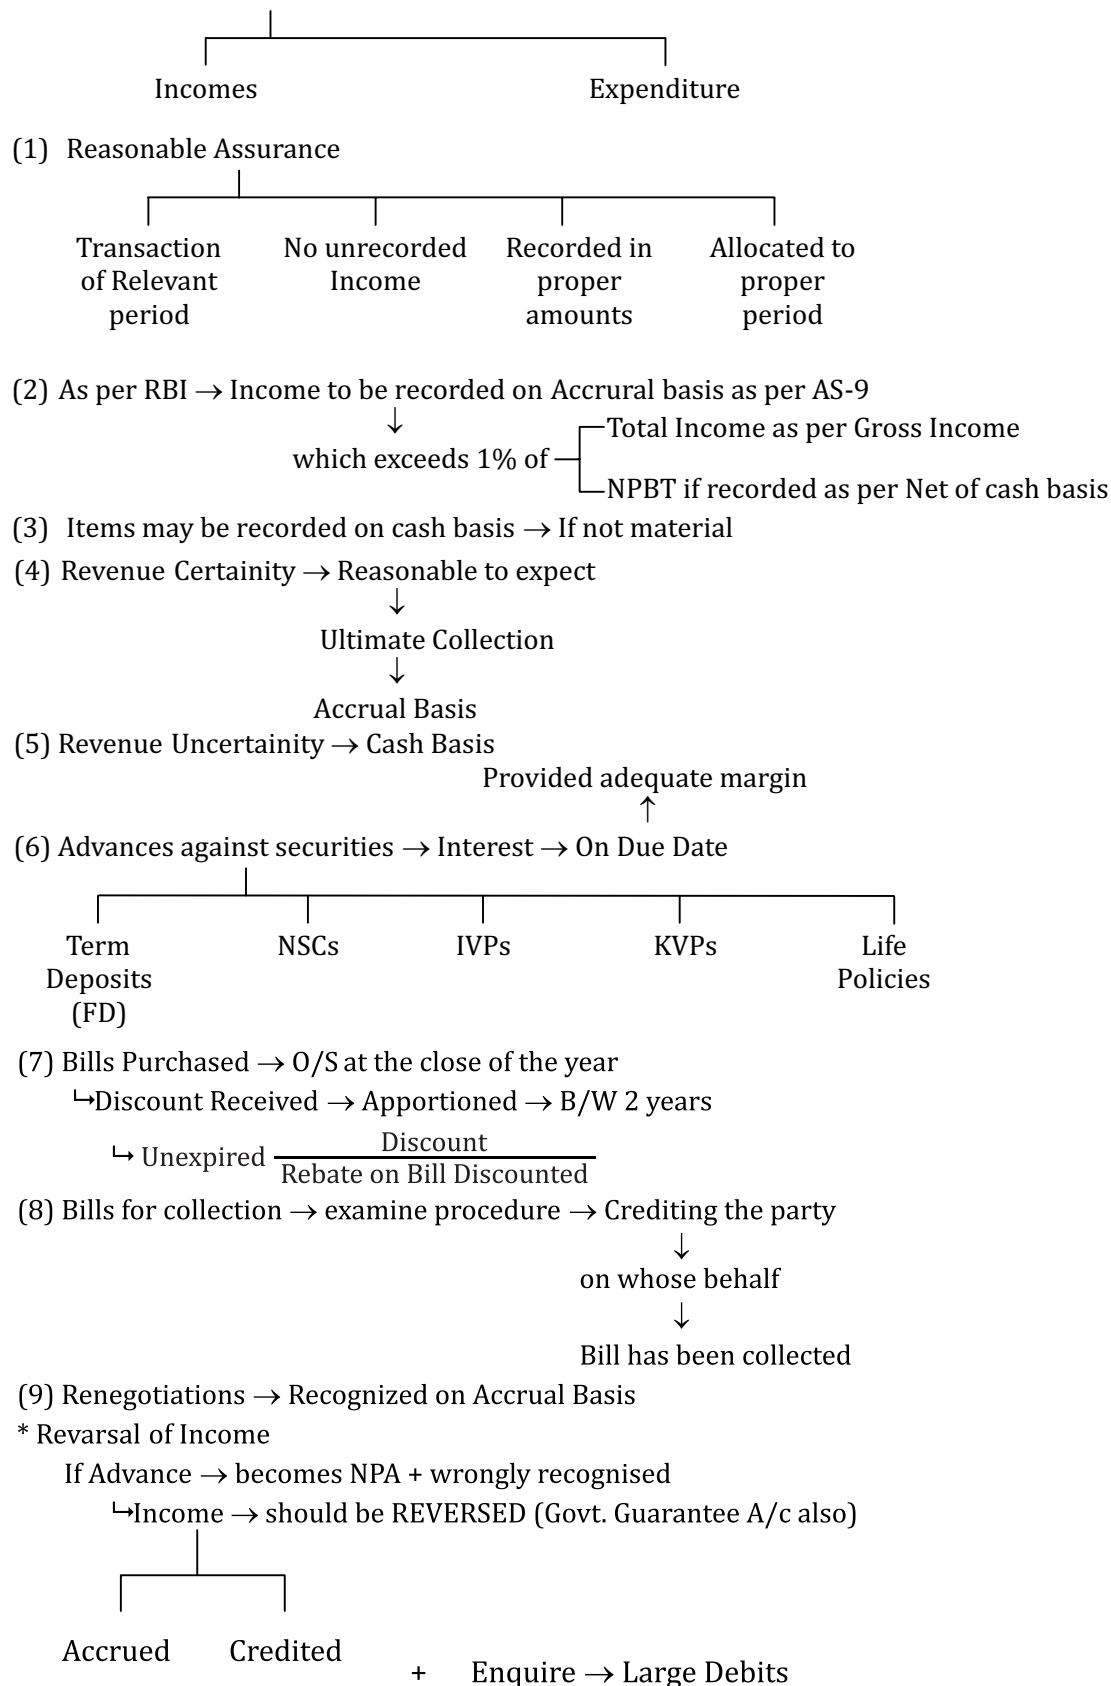 Incomes Expenditure
(1) Reasonable Assurance
Transaction No unrecorded Recorded in Allocated to
of Relevant Income proper proper
period amounts period
(2) As per RBI → Income to be recorded on Accrural basis as per AS-9
↓
Total Income as per Gross Income
which exceeds 1% of
NPBT if recorded as per Net of cash basis
(3) Items may be recorded on cash basis → If not material
(4) Revenue Certainity → Reasonable to expect
↓
Ultimate Collection
↓
Accrual Basis
(5) Revenue Uncertainity → Cash Basis
Provided adequate margin
↑
(6) Advances against securities → Interest → On Due Date
Term NSCs IVPs KVPs Life
Deposits Policies
(FD)
(7) Bills Purchased → O/S at the close of the year
↳Discount Received → Apportioned → B/W 2 years
Discount
↳ Unexpired
Rebate on Bill Discounted
(8) Bills for collection → examine procedure → Crediting the party
↓
on whose behalf
↓
Bill has been collected
(9) Renegotiations → Recognized on Accrual Basis
* Revarsal of Income
If Advance → becomes NPA + wrongly recognised
↳Income → should be REVERSED (Govt. Guarantee A/c also)
Accrued Credited
+ Enquire → Large Debits